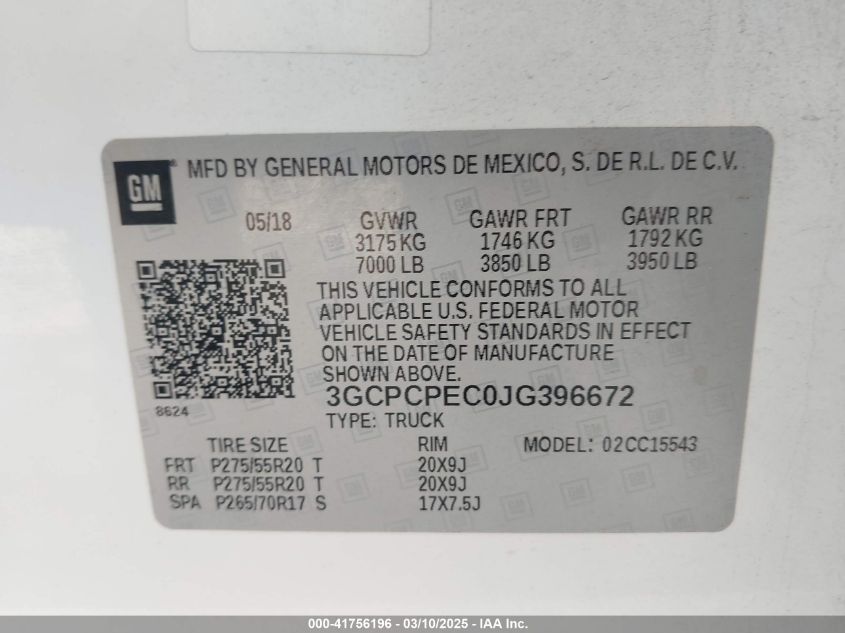 GM
® MFD BY GENERAL MOTORS DE MEXICO, S. DE R.L. DE C.V.
05/18 GVWR GAWR FRT GAWR RR
3175 KG 1746 KG 1792 KG
7000 LB 3850 LB 3950 LB
THIS VEHICLE CONFORMS TO ALL
APPLICABLE U.S. FEDERAL MOTOR
VEHICLE SAFETY STANDARDS IN EFFECT
ON THE DATE OF MANUFACTURE
SHOWN ABOVE.
3GCPCPEC0JG396672
8624
TYPE: TRUCK
TIRE SIZE RIM MODEL: 02CC15543
FRT P275/55R20 T 20X9J
RR P275/55R20 T 20X9J
SPA P265/70R17 S 17X7.5J
000-41756196 - 03/10/2025 - IAA Inc.